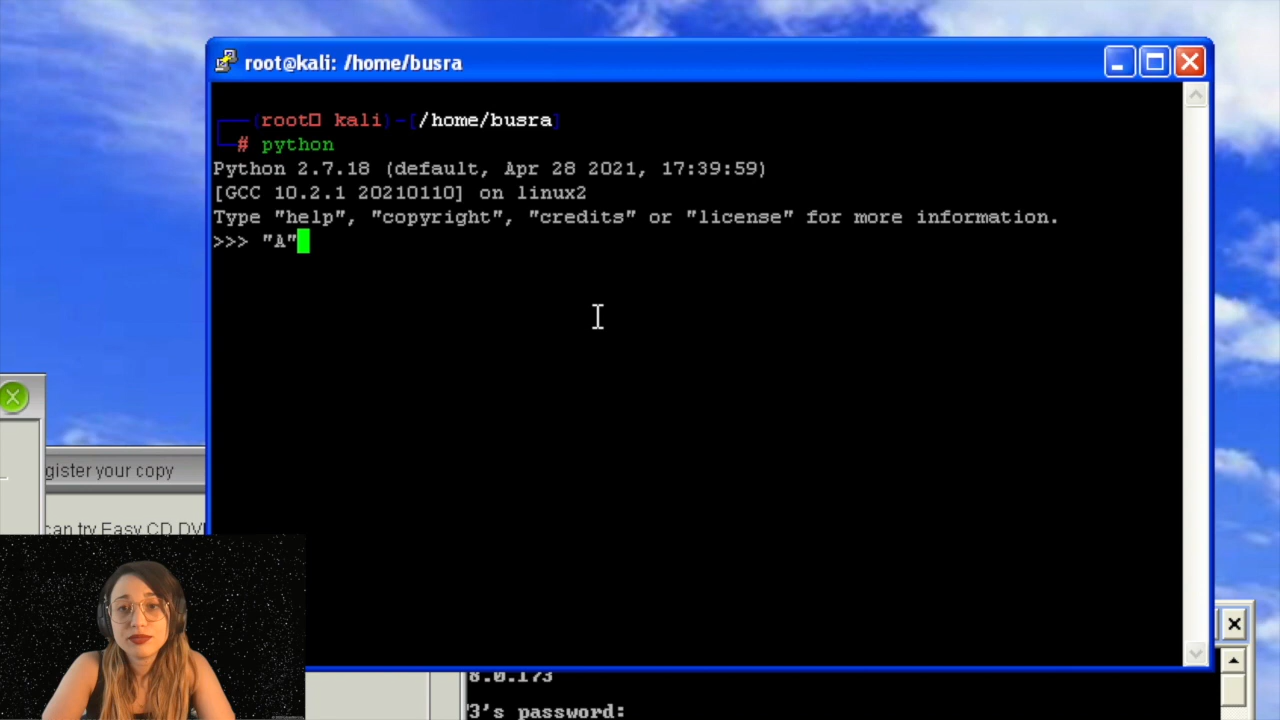 root@kali: /home/busra
(root□ kali)-[/home/busra]
# python
Python 2.7.18 (default, Apr 28 2021, 17:39:59)
[GCC 10.2.1 20210110] on linux2
Type "help", "copyright", "credits" or "license" for more information.
>>> "A"
gister your copy
can try Easy CD DV
8.0.173
3's password: